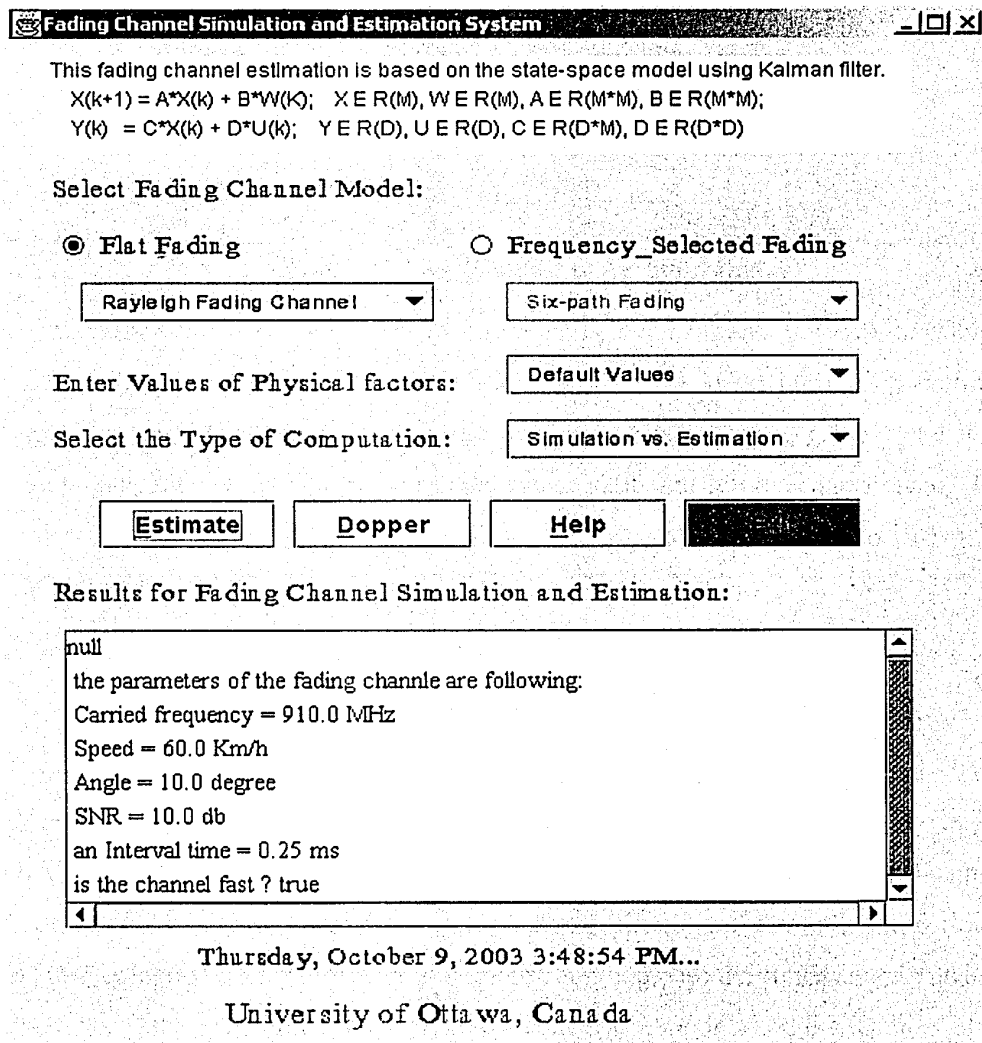 Fading Channel Simulation and Estimation System
This fading channel estimation is based on the state-space model using Kalman filter.
X(k+1) = A*X(k) + B*W(K); X E R(M), W E R(M), A E R(M*M), B E R(M*M);
Y(k) = C*X(k) + D*U(k); Y E R(D), U E R(D), C E R(D*M), D E R(D*D)
Select Fading Channel Model:
Flat Fading Frequency_Selected Fading
Rayleigh Fading Channel Six-path Fading
Enter Values of Physical factors: Default Values
Select the Type of Computation: Simulation vs. Estimation
Estimate Dopper Help
Results for Fading Channel Simulation and Estimation:
null
the parameters of the fading channle are following:
Carried frequency = 910.0 MHz
Speed = 60.0 Km/h
Angle = 10.0 degree
SNR = 10.0 db
an Interval time = 0.25 ms
is the channel fast ? true
Thursday, October 9, 2003 3:48:54 PM...
University of Ottawa, Canada